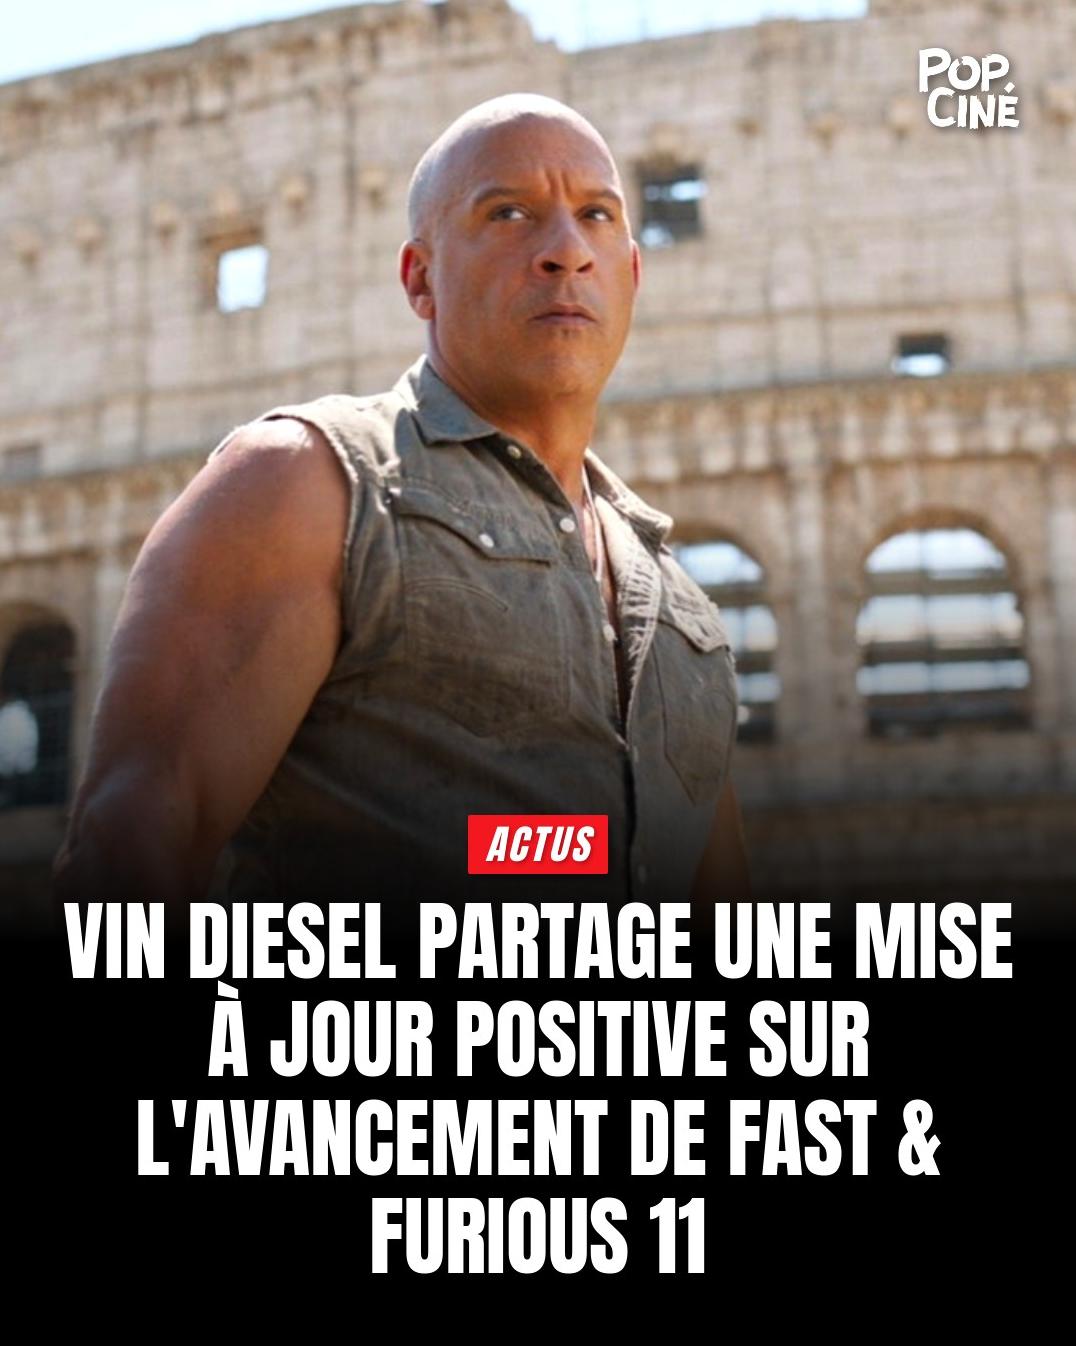 POP.
CINÉ
ACTUS
VIN DIESEL PARTAGE UNE MISE
À JOUR POSITIVE SUR
L'AVANCEMENT DE FAST &
FURIOUS 11